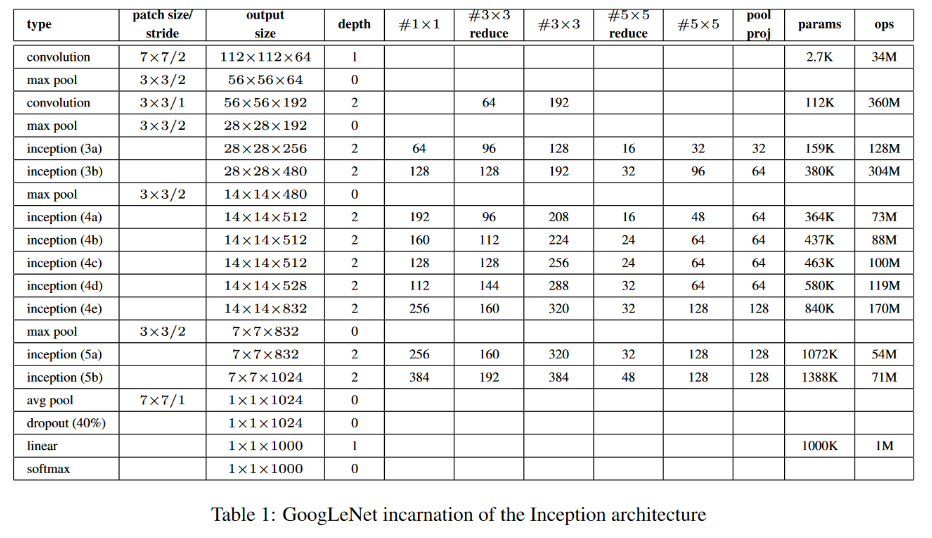 type patch size/ stride output size depth #1×1 #3×3 reduce #3×3 #5×5 reduce #5×5 pool proj params ops
convolution 7×7/2 112×112×64 1 2.7K 34M
max pool 3×3/2 56×56×64 0
convolution 3×3/1 56×56×192 2 64 192 112K 360M
max pool 3×3/2 28×28×192 0
inception (3a) 28×28×256 2 64 96 128 16 32 32 159K 128M
inception (3b) 28×28×480 2 128 128 192 32 96 64 380K 304M
max pool 3×3/2 14×14×480 0
inception (4a) 14×14×512 2 192 96 208 16 48 64 364K 73M
inception (4b) 14×14×512 2 160 112 224 24 64 64 437K 88M
inception (4c) 14×14×512 2 128 128 256 24 64 64 463K 100M
inception (4d) 14×14×528 2 112 144 288 32 64 64 580K 119M
inception (4e) 14×14×832 2 256 160 320 32 128 128 840K 170M
max pool 3×3/2 7×7×832 0
inception (5a) 7×7×832 2 256 160 320 32 128 128 1072K 54M
inception (5b) 7×7×1024 2 384 192 384 48 128 128 1388K 71M
avg pool 7×7/1 1×1×1024 0
dropout (40%) 1×1×1024 0
linear 1×1×1000 1 1000K 1M
softmax 1×1×1000 0
Table 1: GoogLeNet incarnation of the Inception architecture